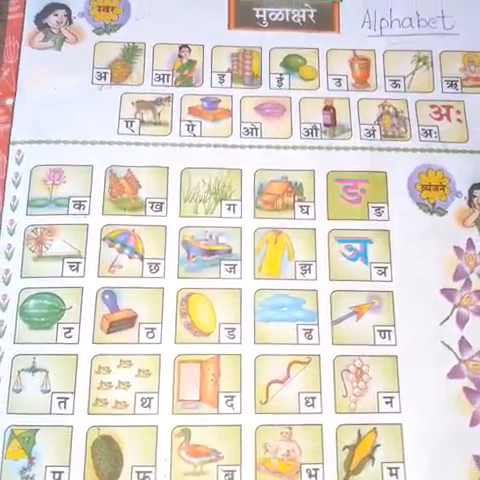 स्वर
मुळाक्षरे
Alphabet
अ आ इ ई उ ऊ ऋ
ए ऐ ओ औ अं अः अः
व्यंजने
क ख ग घ ङ ङ
च छ ज झ ञ ञ
ट ठ ड ढ ण
त थ द ध न
प फ ब भ म